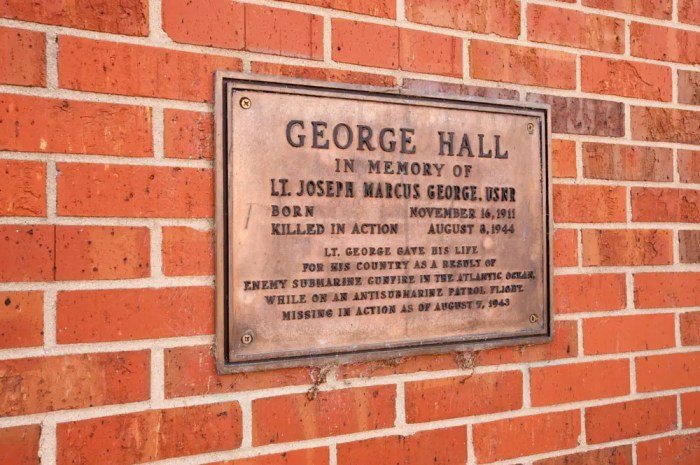 GEORGE HALL
IN MEMORY OF
LT. JOSEPH MARCUS GEORGE, USNR
BORN NOVEMBER 16, 1911
KILLED IN ACTION AUGUST 8, 1944
LT. GEORGE GAVE HIS LIFE
FOR HIS COUNTRY AS A RESULT OF
ENEMY SUBMARINE GUNFIRE IN THE ATLANTIC OCEAN,
WHILE ON AN ANTISUBMARINE PATROL FLIGHT.
MISSING IN ACTION AS OF AUGUST 7, 1943